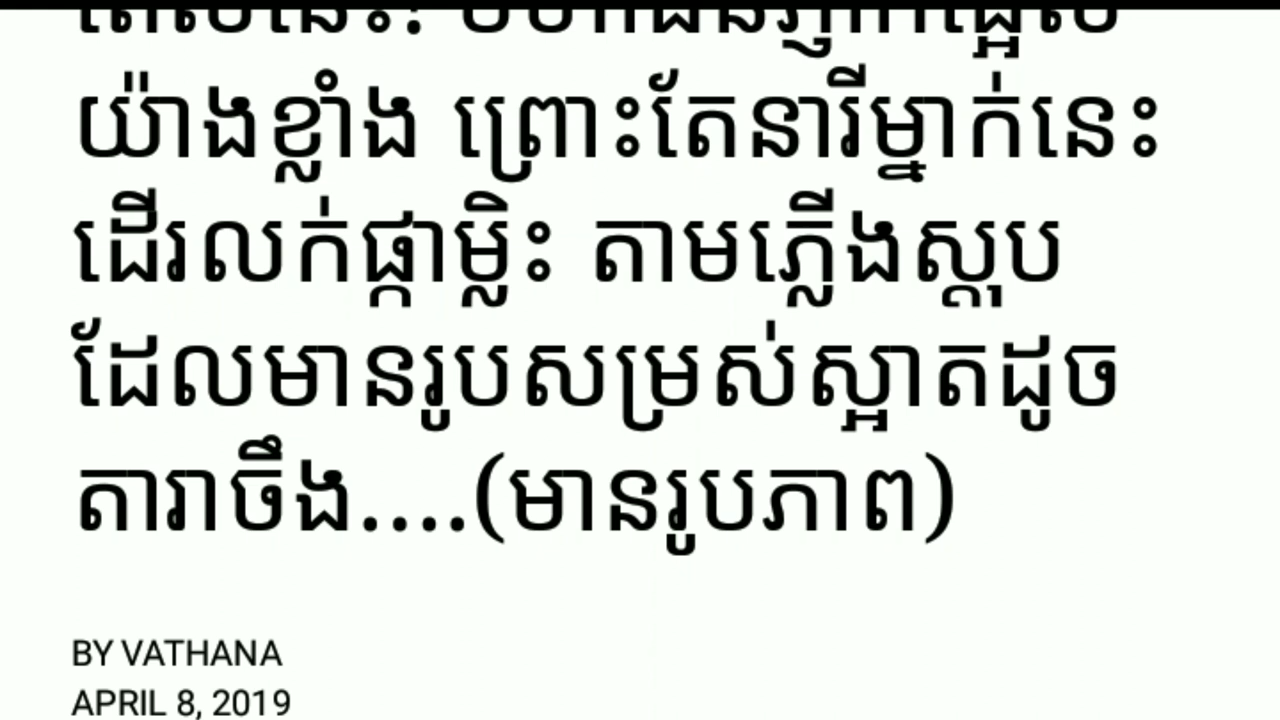 យ៉ាងខ្លាំង ព្រោះតែនារីម្នាក់នេះ
ដើរលក់ផ្កាម្លិះ តាមភ្លើងស្តុប
ដែលមានរូបសម្រស់ស្អាតដូច
តារាចឹង....(មានរូបភាព)
BY VATHANA
APRIL 8, 2019